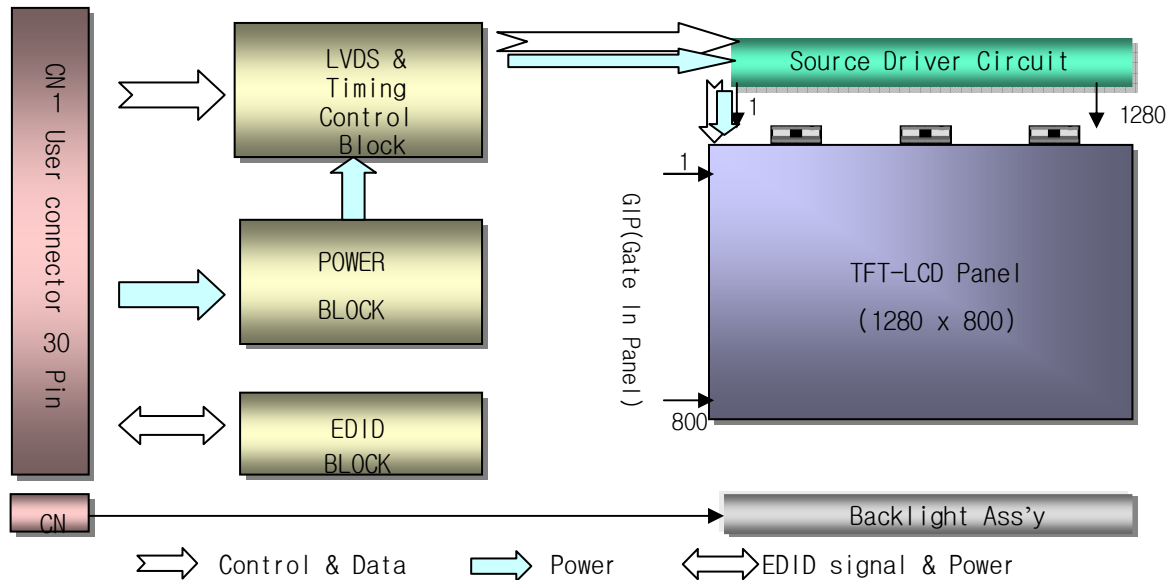 CN1 User connector 30 Pin
LVDS &
Timing
Control
Block
POWER
BLOCK
EDID
BLOCK
Source Driver Circuit
1
1280
1
GIP(Gate In Panel)
800
TFT-LCD Panel
(1280 x 800)
CN
Backlight Ass'y
Control & Data
Power
EDID signal & Power